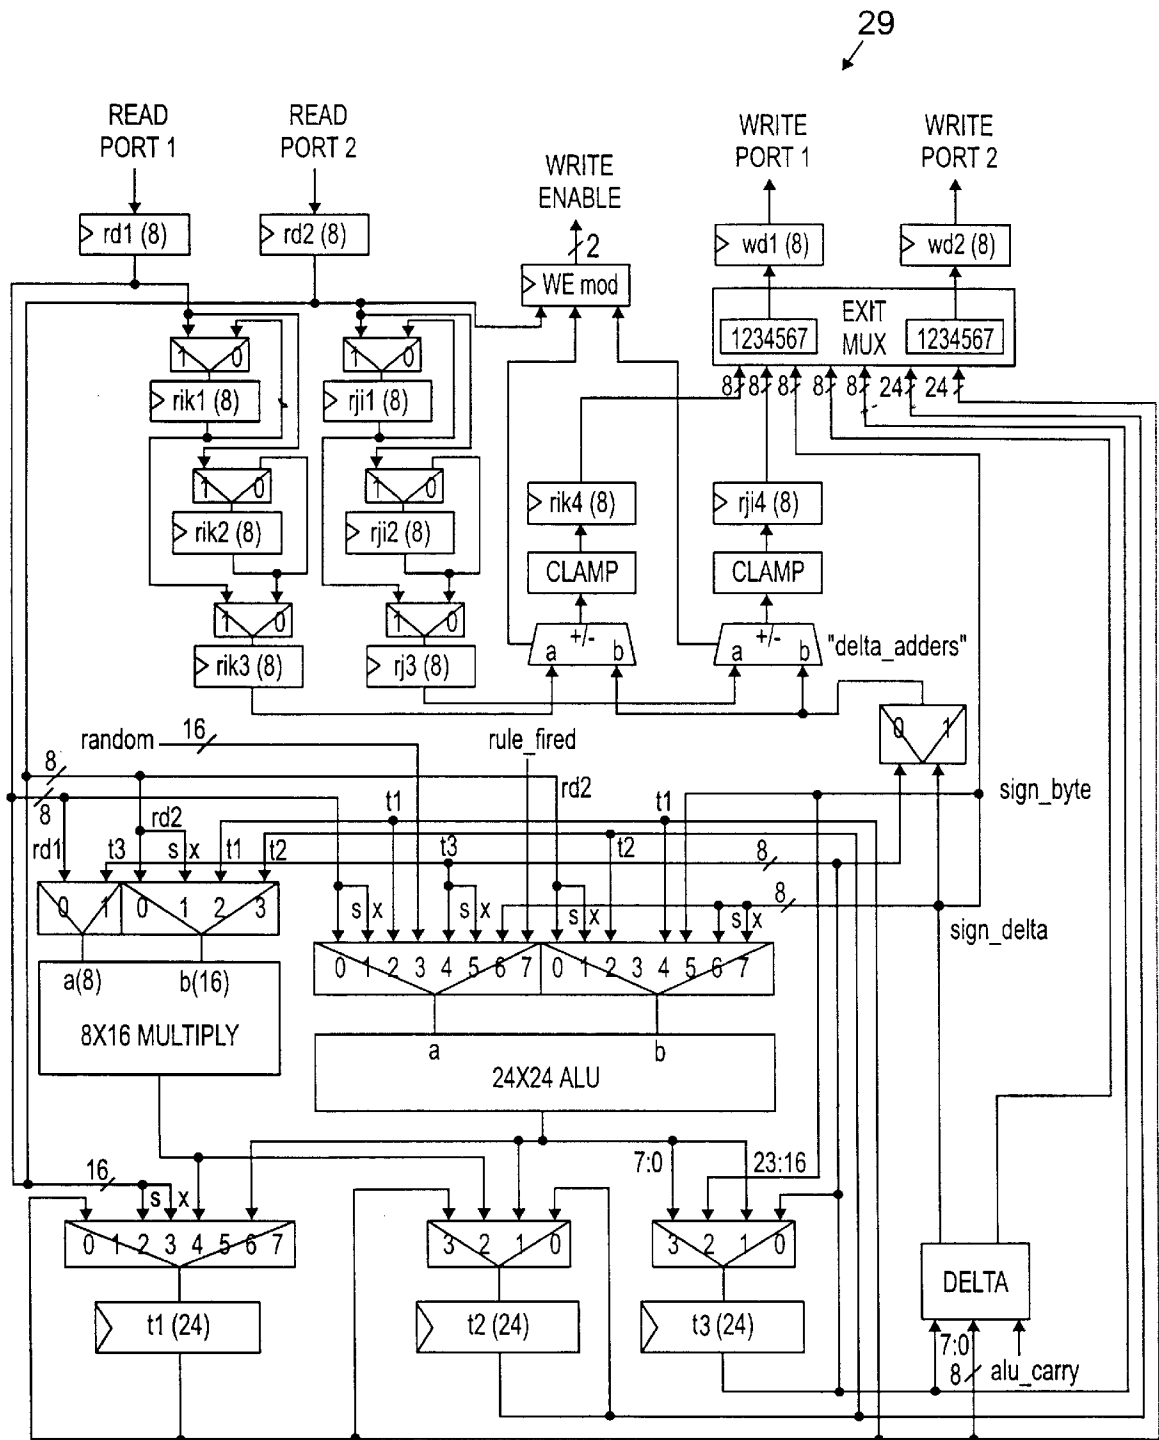 29
READ PORT 1
READ PORT 2
WRITE ENABLE
WRITE PORT 1
WRITE PORT 2
rd1 (8)
rd2 (8)
2
WE mod
wd1 (8)
wd2 (8)
EXIT MUX
1234567
1234567
1 0
1 0
8 8 8 8 8 24 24
rik1 (8)
rji1 (8)
1 0
1 0
rik2 (8)
rji2 (8)
rik4 (8)
rji4 (8)
CLAMP
CLAMP
1 0
1 0
+/-
a b
+/-
a b
"delta_adders"
rik3 (8)
rj3 (8)
0 1
random
16
rule_fired
8
8
rd2
t1
sign_byte
rd1
t3
rd2
s x
t1
t2
t3
t2
8
0 1 0 1 2 3
s x
s x
s x
s x
8
sign_delta
0 1 2 3 4 5 6 7 0 1 2 3 4 5 6 7
a(8)
b(16)
8X16 MULTIPLY
a
b
24X24 ALU
16
s x
7:0
23:16
0 1 2 3 4 5 6 7
3 2 1 0
3 2 1 0
DELTA
t1 (24)
t2 (24)
t3 (24)
7:0
8
alu_carry